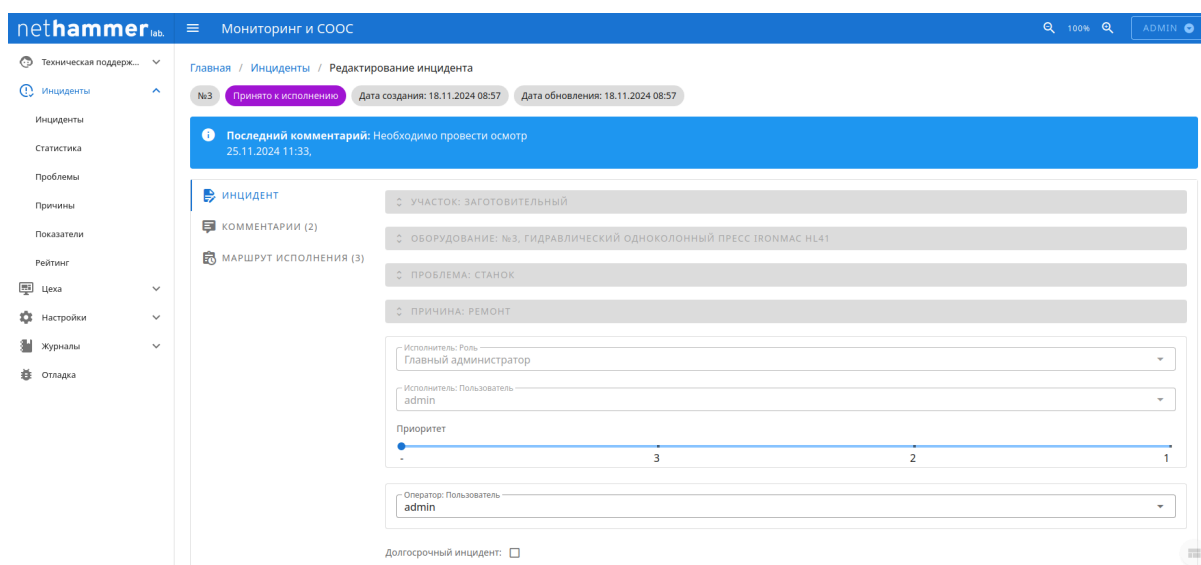 nethammer lab.
Мониторинг и СООС
100%
ADMIN
Техническая поддерж...
Инциденты
Инциденты
Статистика
Проблемы
Причины
Показатели
Рейтинг
Цеха
Настройки
Журналы
Отладка
Главная / Инциденты / Редактирование инцидента
№3 Принято к исполнению Дата создания: 18.11.2024 08:57 Дата обновления: 18.11.2024 08:57
Последний комментарий: Необходимо провести осмотр
25.11.2024 11:33,
ИНЦИДЕНТ
КОММЕНТАРИИ (2)
МАРШРУТ ИСПОЛНЕНИЯ (3)
УЧАСТОК: ЗАГОТОВИТЕЛЬНЫЙ
ОБОРУДОВАНИЕ: №3, ГИДРАВЛИЧЕСКИЙ ОДНОКОЛОННЫЙ ПРЕСС IRONMAC HL41
ПРОБЛЕМА: СТАНОК
ПРИЧИНА: РЕМОНТ
Исполнитель: Роль
Главный администратор
Исполнитель: Пользователь
admin
Приоритет
- 3 2 1
Оператор: Пользователь
admin
Долгосрочный инцидент: